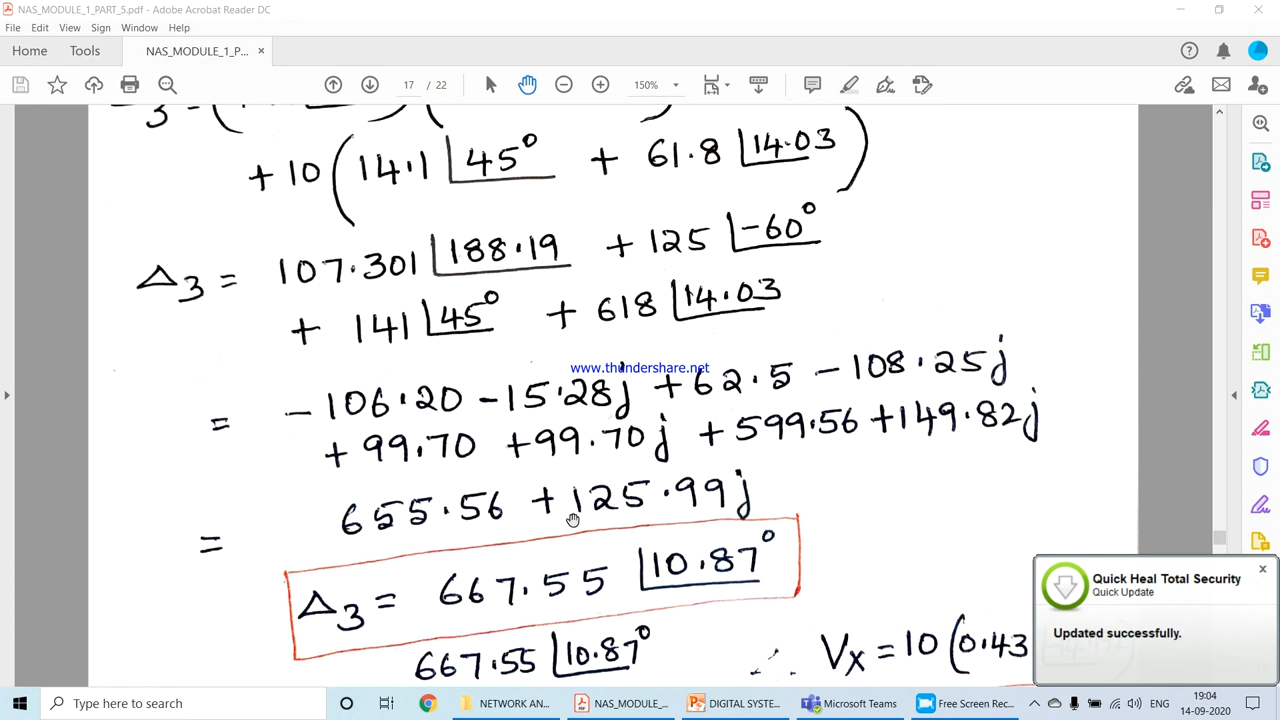 NAS_MODULE_1_PART_5.pdf - Adobe Acrobat Reader DC
File Edit View Sign Window Help
Home Tools NAS_MODULE_1_P... ×
17 / 22 150%
+ 10 ( 14.1 ∠45° + 61.8 ∠14.03 )
Δ3 = 107.301 ∠188.19 + 125 ∠-60°
+ 141 ∠45° + 618 ∠14.03
www.thundershare.net
= -106.20 -15.28j +62.5 -108.25j
+ 99.70 +99.70j + 599.56 +149.82j
= 655.56 +125.99j
Δ3 = 667.55 ∠10.87°
667.55 ∠10.87° ∴ Vx = 10 (0.43
Quick Heal Total Security
Quick Update
Updated successfully.
Type here to search
NETWORK AN... NAS_MODULE_... DIGITAL SYSTE... Microsoft Teams Free Screen Rec... ENG 19:04
14-09-2020